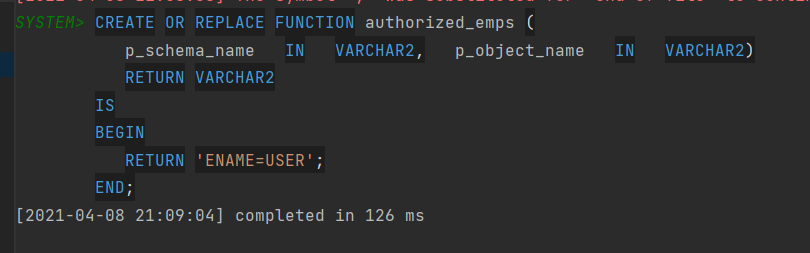 SYSTEM> CREATE OR REPLACE FUNCTION authorized_emps (
p_schema_name IN VARCHAR2, p_object_name IN VARCHAR2)
RETURN VARCHAR2
IS
BEGIN
RETURN 'ENAME=USER';
END;
[2021-04-08 21:09:04] completed in 126 ms